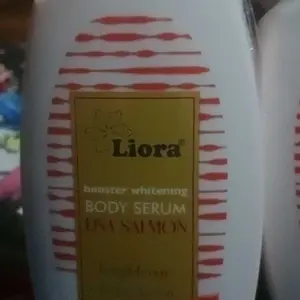 Liora®
booster whitening
BODY SERUM
DNA SALMON